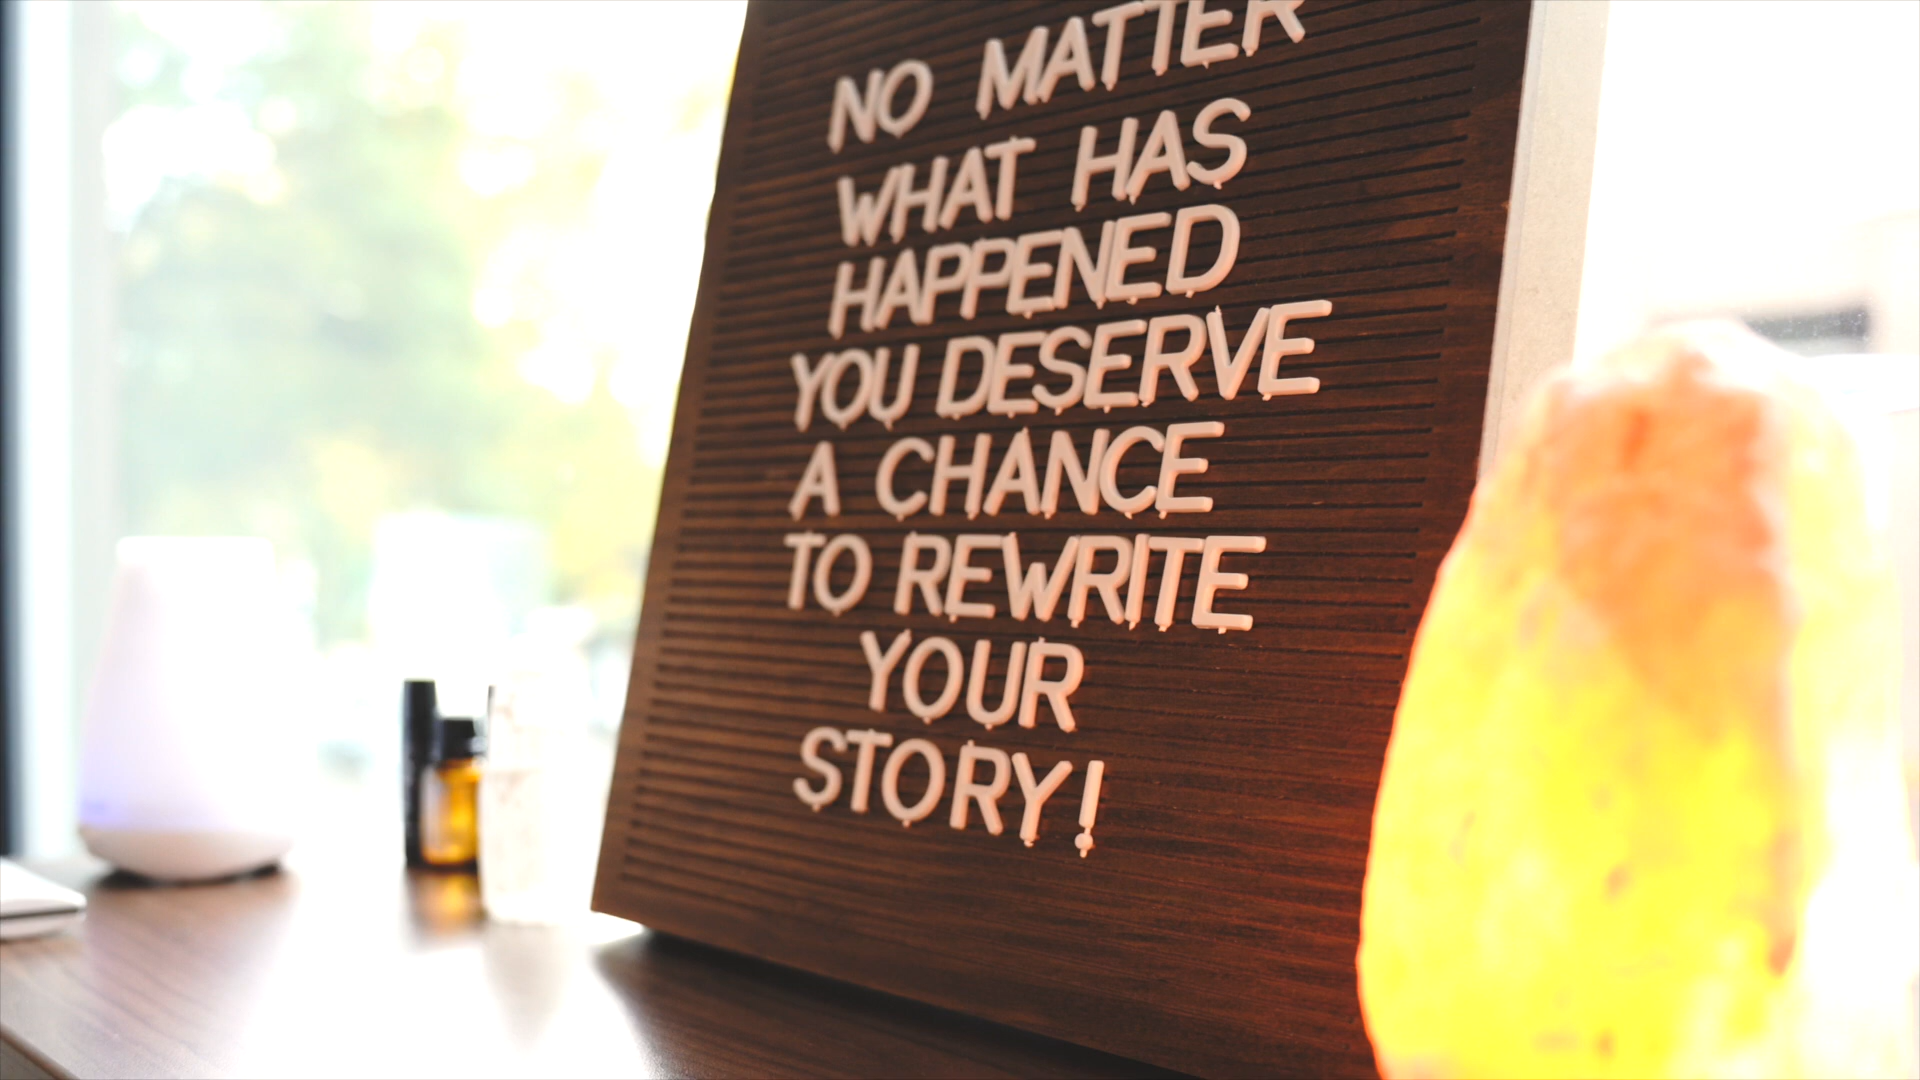 NO MATTER
WHAT HAS
HAPPENED
YOU DESERVE
A CHANCE
TO REWRITE
YOUR
STORY!